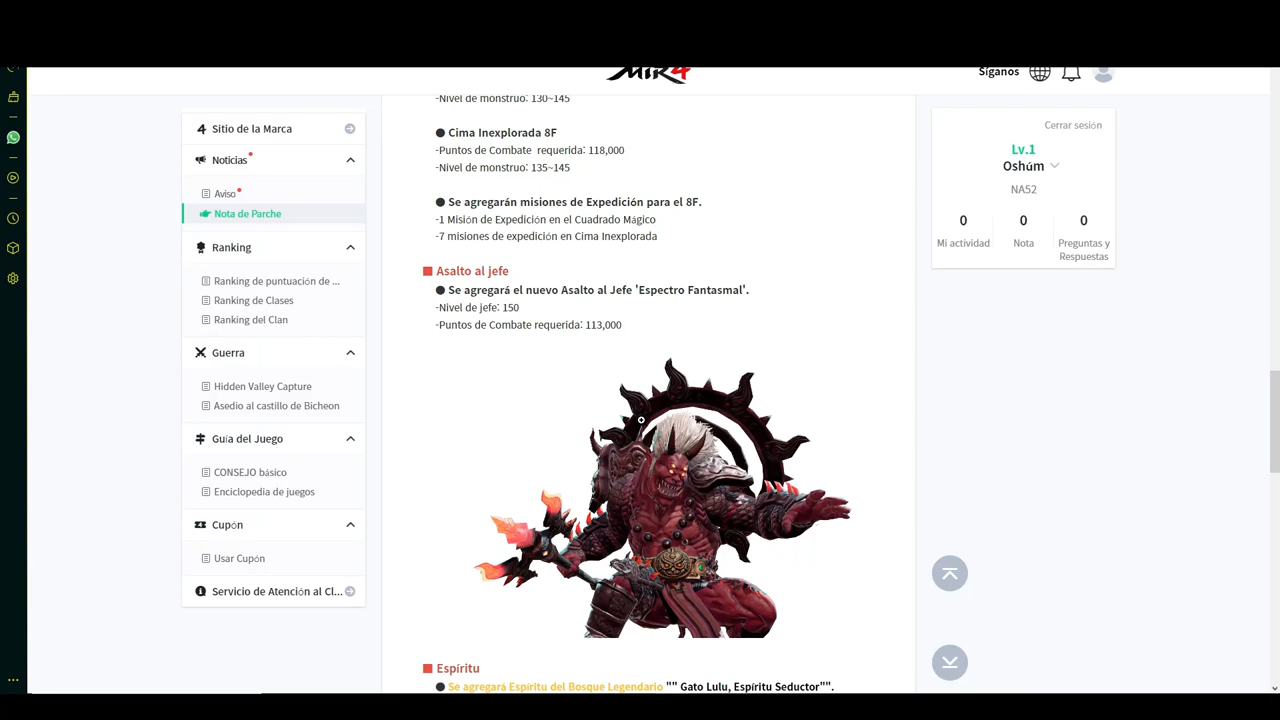 MIR4
Síganos
4 Sitio de la Marca
Noticias
Aviso
Nota de Parche
Ranking
Ranking de puntuación de ...
Ranking de Clases
Ranking del Clan
Guerra
Hidden Valley Capture
Asedio al castillo de Bicheon
Guía del Juego
CONSEJO básico
Enciclopedia de juegos
Cupón
Usar Cupón
Servicio de Atención al Cl...
-Nivel de monstruo: 130~145
● Cima Inexplorada 8F
-Puntos de Combate requerida: 118,000
-Nivel de monstruo: 135~145
● Se agregarán misiones de Expedición para el 8F.
-1 Misión de Expedición en el Cuadrado Mágico
-7 misiones de expedición en Cima Inexplorada
■ Asalto al jefe
● Se agregará el nuevo Asalto al Jefe 'Espectro Fantasmal'.
-Nivel de jefe: 150
-Puntos de Combate requerida: 113,000
■ Espíritu
● Se agregará Espíritu del Bosque Legendario "" Gato Lulu, Espíritu Seductor"".
Cerrar sesión
Lv.1
Oshúm
NA52
0 0 0
Mi actividad Nota Preguntas y
Respuestas